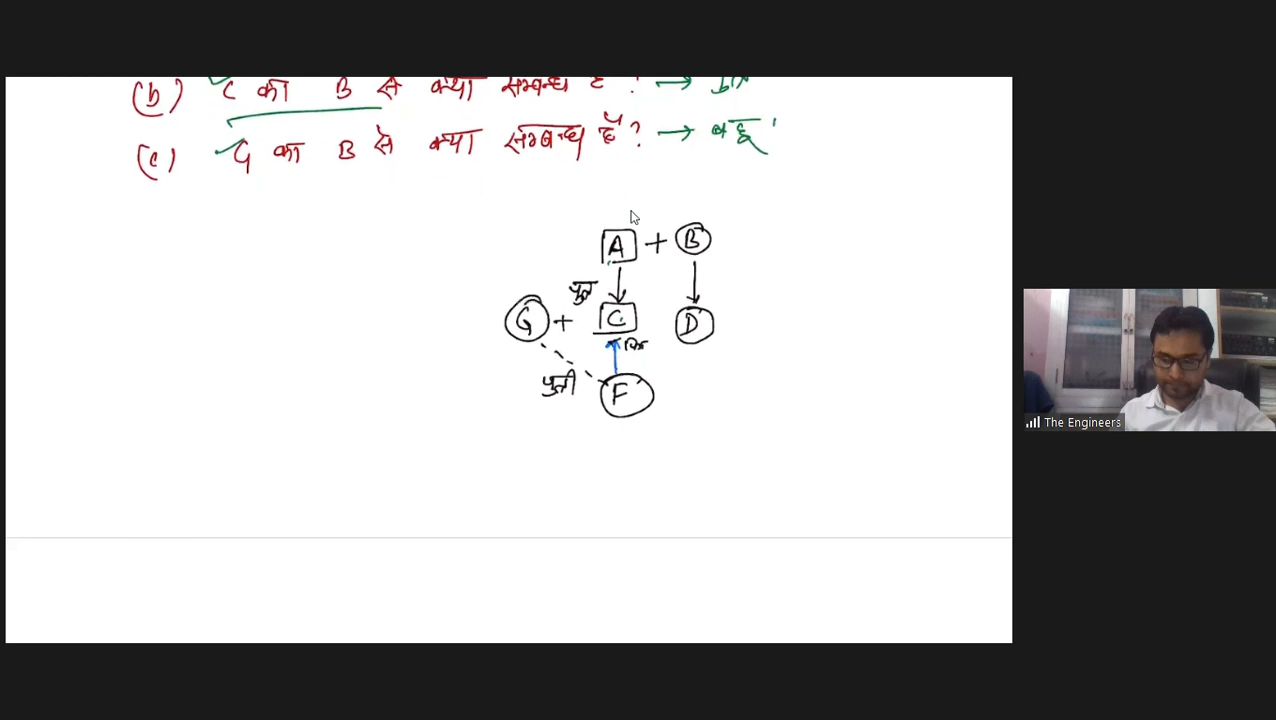 (b) C का B से क्या सम्बन्ध है ? →
(c) G का B से क्या सम्बन्ध है ? → बहू
A + B
पुत्र
G + C D
पुत्री
F
The Engineers